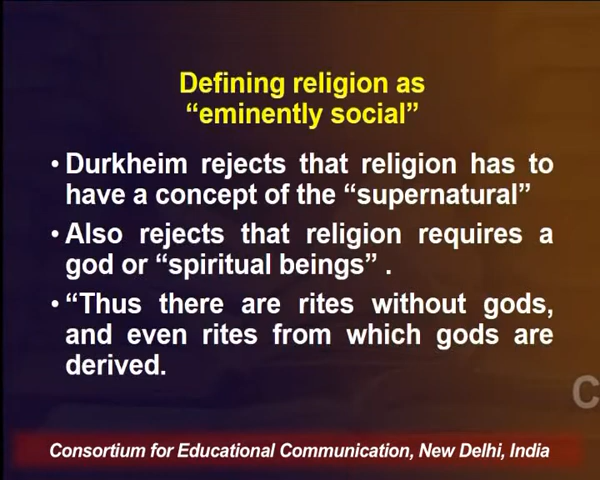 Defining religion as
“eminently social”
• Durkheim rejects that religion has to
have a concept of the “supernatural”
• Also rejects that religion requires a
god or “spiritual beings” .
• “Thus there are rites without gods,
and even rites from which gods are
derived.
C
Consortium for Educational Communication, New Delhi, India